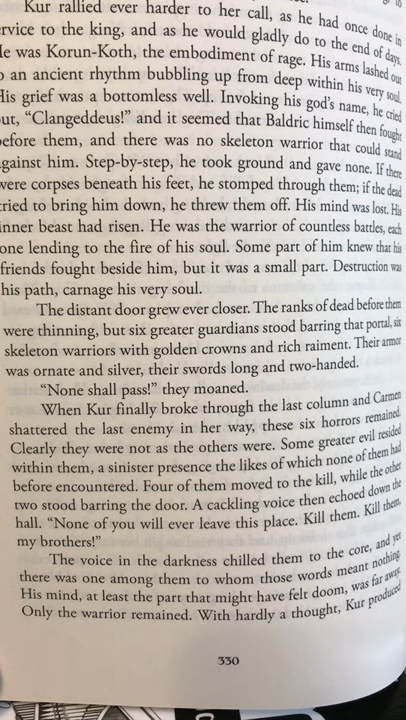 Kur rallied ever harder to her call, as he had once done in
rvice to the king, and as he would gladly do to the end of days.
He was Korun-Koth, the embodiment of rage. His arms lashed out
o an ancient rhythm bubbling up from deep within his very soul.
His grief was a bottomless well. Invoking his god's name, he cried
out, "Clangeddeus!" and it seemed that Baldric himself then fought
before them, and there was no skeleton warrior that could stand
against him. Step-by-step, he took ground and gave none. If there
were corpses beneath his feet, he stomped through them; if the dead
tried to bring him down, he threw them off. His mind was lost. His
inner beast had risen. He was the warrior of countless battles, each
one lending to the fire of his soul. Some part of him knew that his
friends fought beside him, but it was a small part. Destruction was
his path, carnage his very soul.
The distant door grew ever closer. The ranks of dead before them
were thinning, but six greater guardians stood barring that portal, six
skeleton warriors with golden crowns and rich raiment. Their armor
was ornate and silver, their swords long and two-handed.
"None shall pass!" they moaned.
When Kur finally broke through the last column and Carmen
shattered the last enemy in her way, these six horrors remained.
Clearly they were not as the others were. Some greater evil resided
within them, a sinister presence the likes of which none of them had
before encountered. Four of them moved to the kill, while the other
two stood barring the door. A cackling voice then echoed down the
hall. "None of you will ever leave this place. Kill them. Kill them,
my brothers!"
The voice in the darkness chilled them to the core, and yet
there was one among them to whom those words meant nothing.
His mind, at least the part that might have felt doom, was far away.
Only the warrior remained. With hardly a thought, Kur produced
330